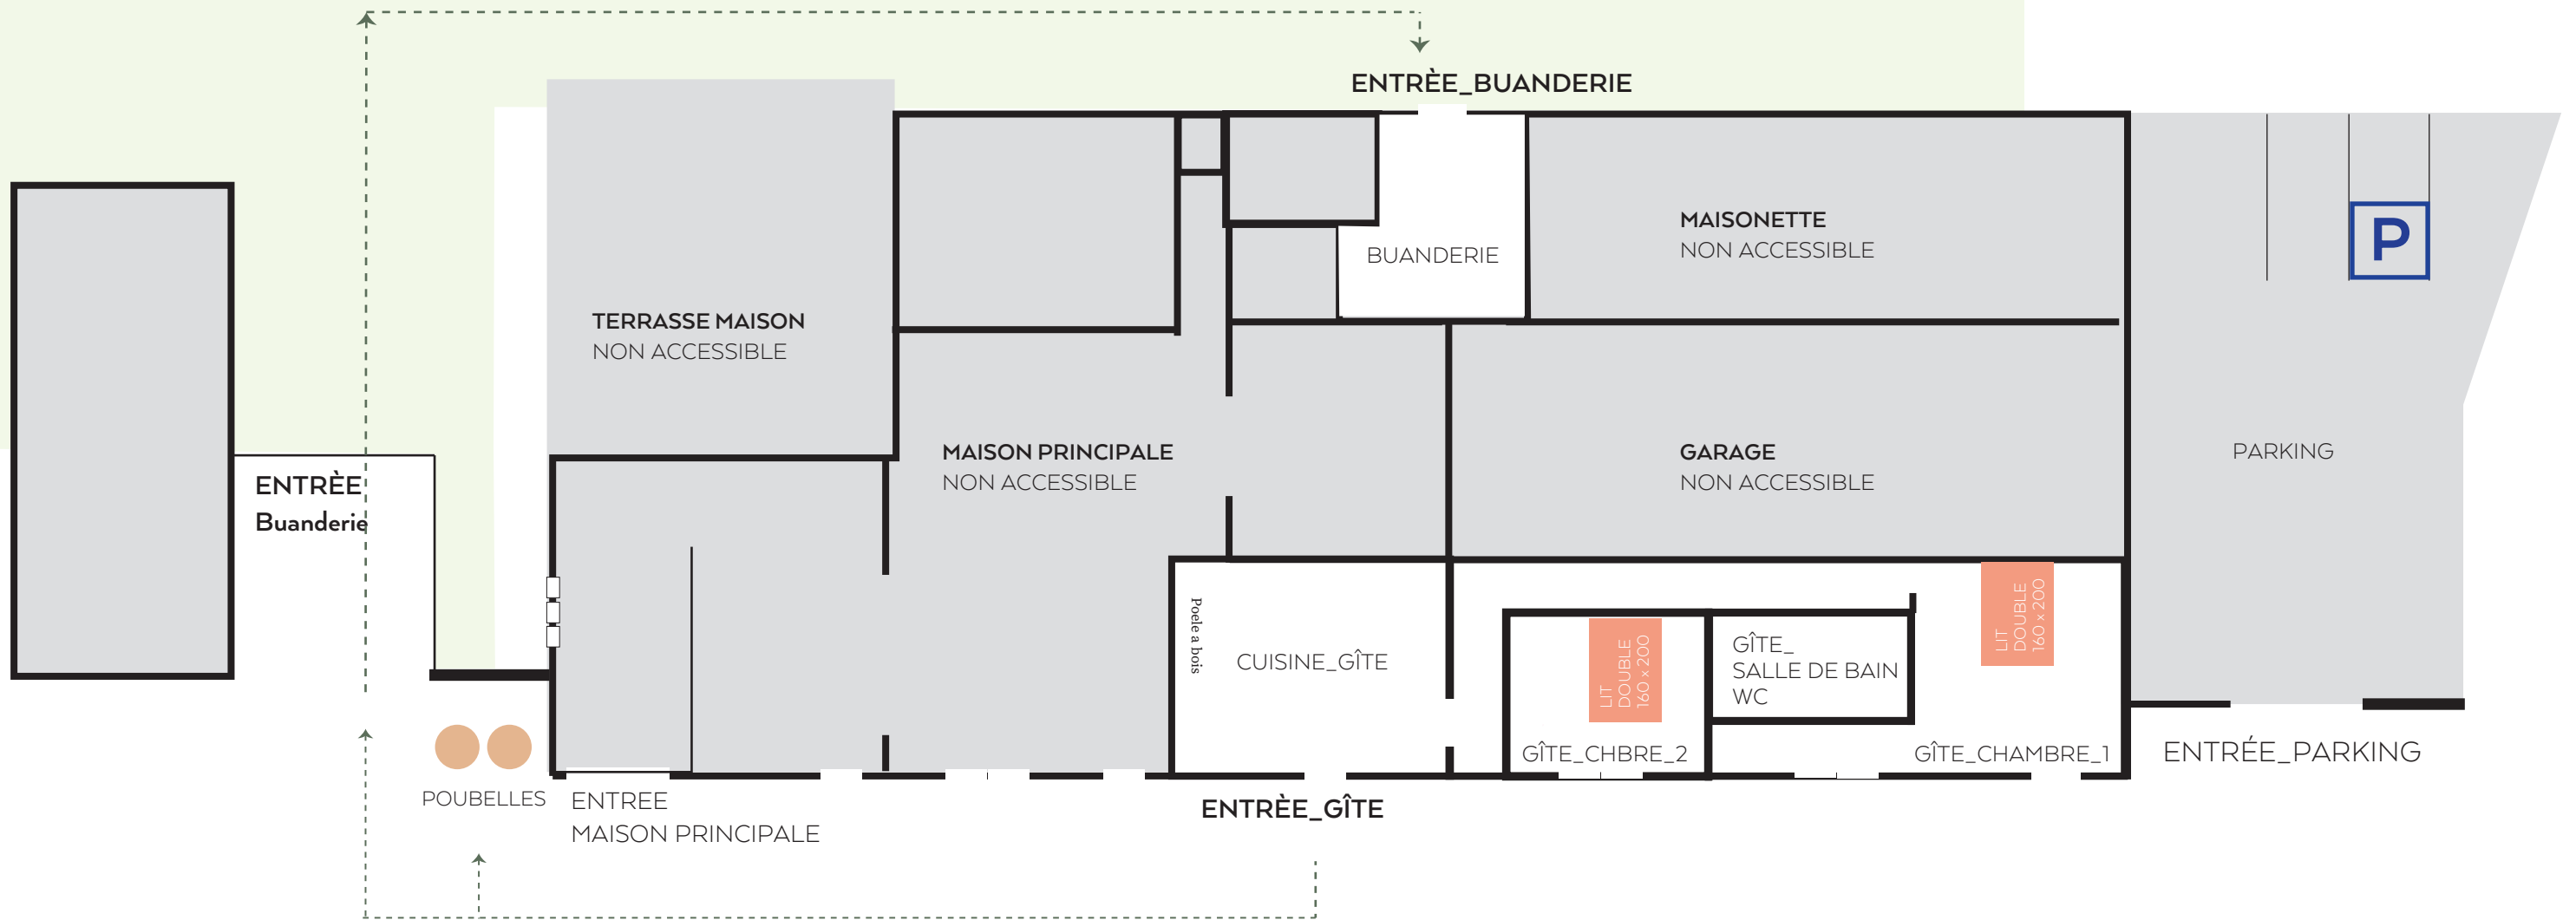 ENTRÈE_BUANDERIE
MAISONETTE
NON ACCESSIBLE
P
BUANDERIE
TERRASSE MAISON
NON ACCESSIBLE
MAISON PRINCIPALE
NON ACCESSIBLE
GARAGE
NON ACCESSIBLE
PARKING
ENTRÈE
Buanderie
Poele a bois
CUISINE_GÎTE
LIT
DOUBLE
160 x 200
GÎTE_
SALLE DE BAIN
WC
LIT
DOUBLE
160 x 200
GÎTE_CHBRE_2
GÎTE_CHAMBRE_1
ENTRÉE_PARKING
POUBELLES
ENTREE
MAISON PRINCIPALE
ENTRÈE_GÎTE